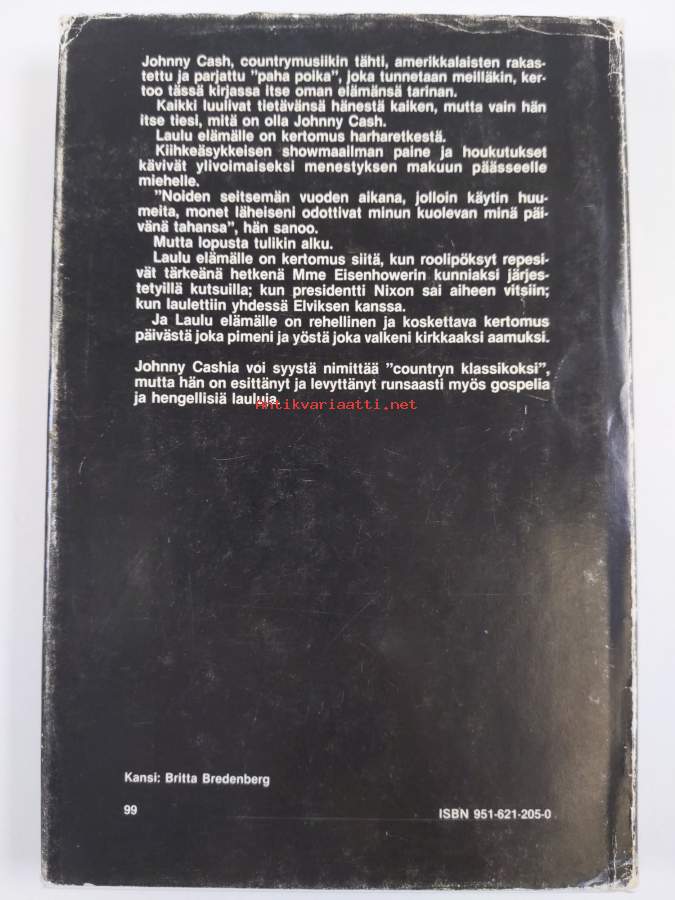 Johnny Cash, countrymusiikin tähti, amerikkalaisten rakas-
tettu ja parjattu ”paha poika”, joka tunnetaan meilläkin, ker-
too tässä kirjassa itse oman elämänsä tarinan.
Kaikki luulivat tietävänsä hänestä kaiken, mutta vain hän
itse tiesi, mitä on olla Johnny Cash.
Laulu elämälle on kertomus harharetkestä.
Kiihkeäsykkeisen showmaailman paine ja houkutukset
kävivät ylivoimaiseksi menestyksen makuun päässeelle
miehelle.
”Noiden seitsemän vuoden aikana, jolloin käytin huu-
meita, monet läheiseni odottivat minun kuolevan minä päi-
vänä tahansa”, hän sanoo.
Mutta lopusta tulikin alku.
Laulu elämälle on kertomus siitä, kun roolipöksyt repesi-
vät tärkeänä hetkenä Mme Eisenhowerin kunniaksi järjes-
tetyillä kutsuilla; kun presidentti Nixon sai aiheen vitsiin;
kun laulettiin yhdessä Elviksen kanssa.
Ja Laulu elämälle on rehellinen ja koskettava kertomus
päivästä joka pimeni ja yöstä joka valkeni kirkkaaksi aamuksi.
Johnny Cashia voi syystä nimittää ”countryn klassikoksi”,
mutta hän on esittänyt ja levyttänyt runsaasti myös gospelia
ja hengellisiä lauluja.
Antikvariaatti.net
Kansi: Britta Bredenberg
99
ISBN 951-621-205-0